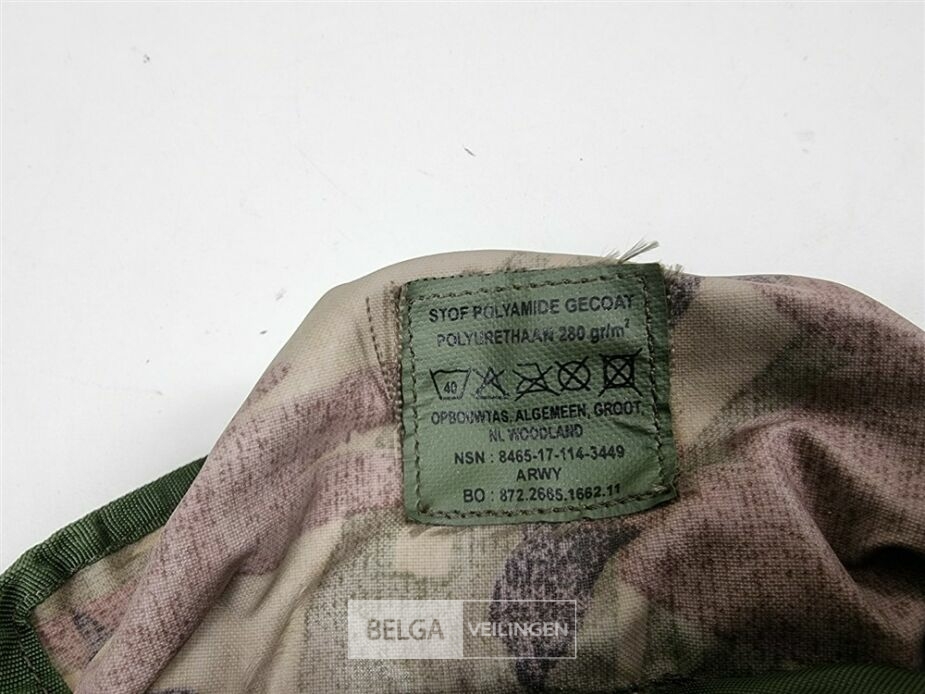 STOF POLYAMIDE GECOAT
POLYURETHAAN 280 gr/m²
40
OPBOUWTAS, ALGEMEEN, GROOT,
NL WOODLAND
NSN : 8465-17-114-3449
ARWY
BO : 872.2665.1662.11
BELGA VEILINGEN